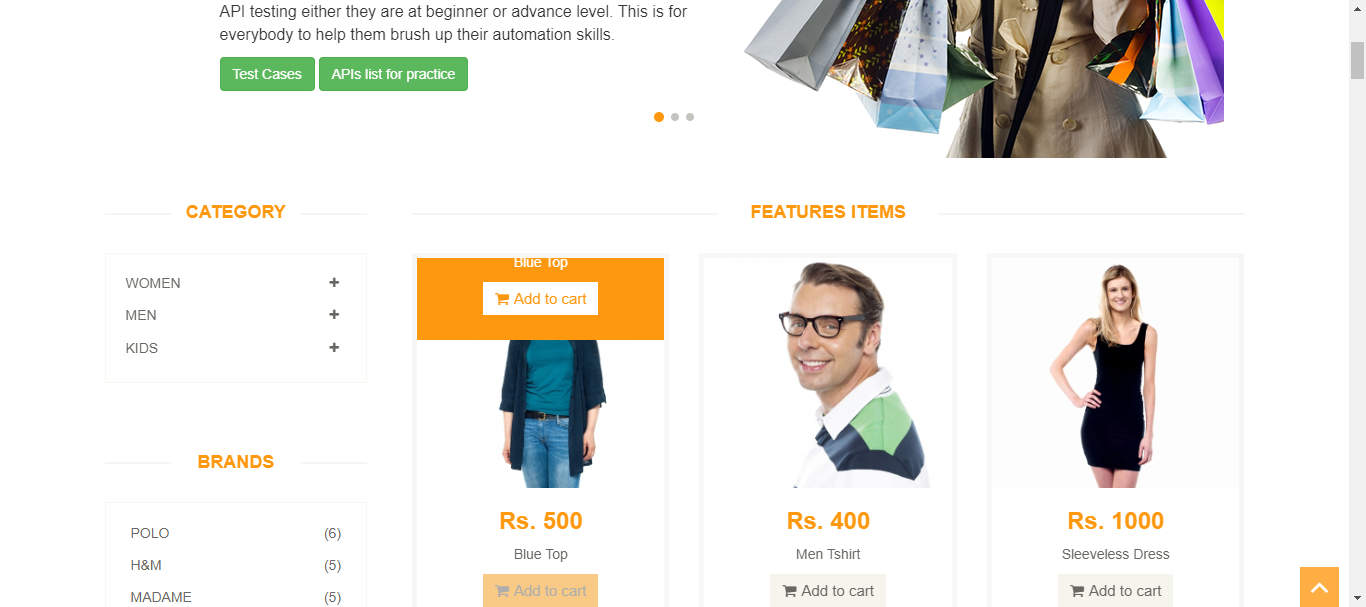 API testing either they are at beginner or advance level. This is for
everybody to help them brush up their automation skills.
Test Cases
APIs list for practice
CATEGORY
WOMEN
MEN
KIDS
BRANDS
POLO (6)
H&M (5)
MADAME (5)
FEATURES ITEMS
Blue Top
Add to cart
Rs. 500
Blue Top
Add to cart
Rs. 400
Men Tshirt
Add to cart
Rs. 1000
Sleeveless Dress
Add to cart